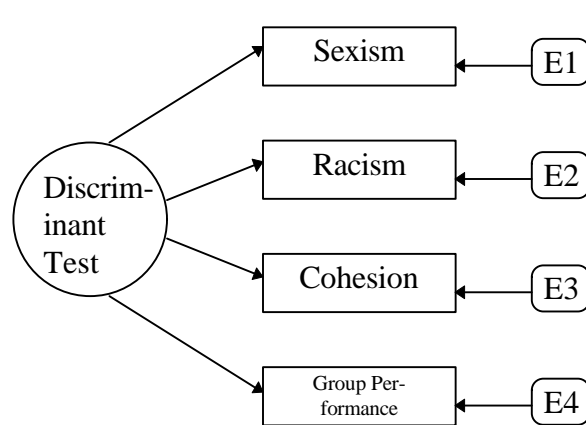 Sexism
E1
Racism
E2
Discrim-
inant
Test
Cohesion
E3
Group Per-
formance
E4